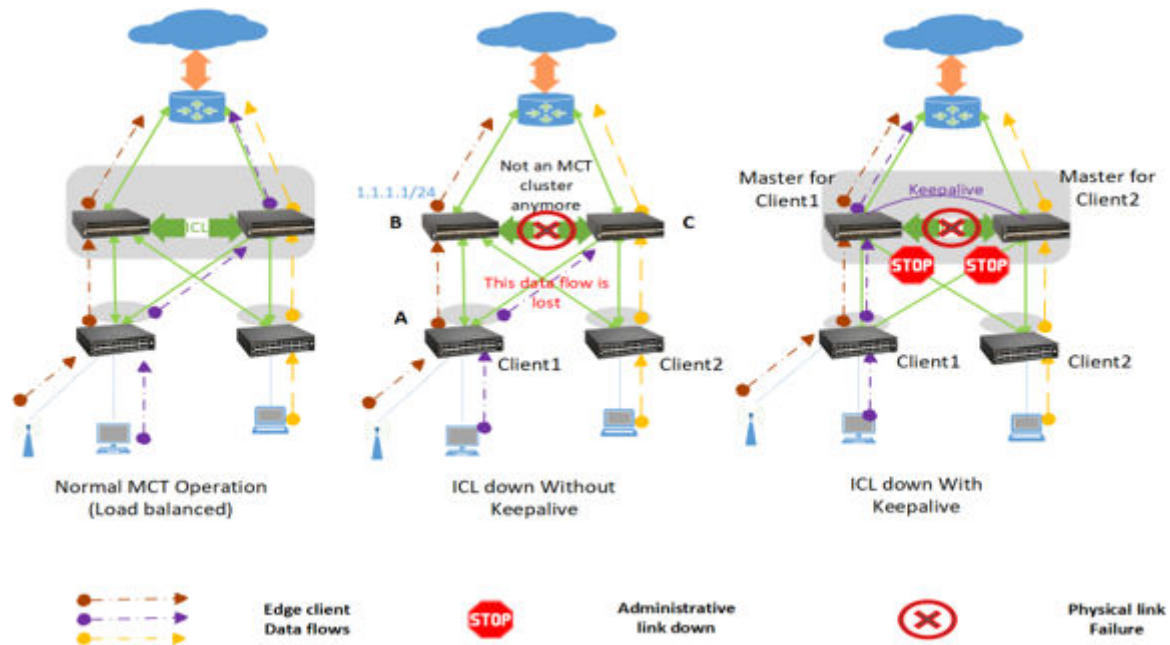 ICL
Normal MCT Operation
(Load balanced)
Not an MCT
cluster
anymore
1.1.1.1/24
B
C
This data flow is
lost
A
Client1
Client2
ICL down Without
Keepalive
Master for
Client1
Master for
Client2
Keepalive
STOP
STOP
Client1
Client2
ICL down With
Keepalive
Edge client
Data flows
STOP
Administrative
link down
Physical link
Failure